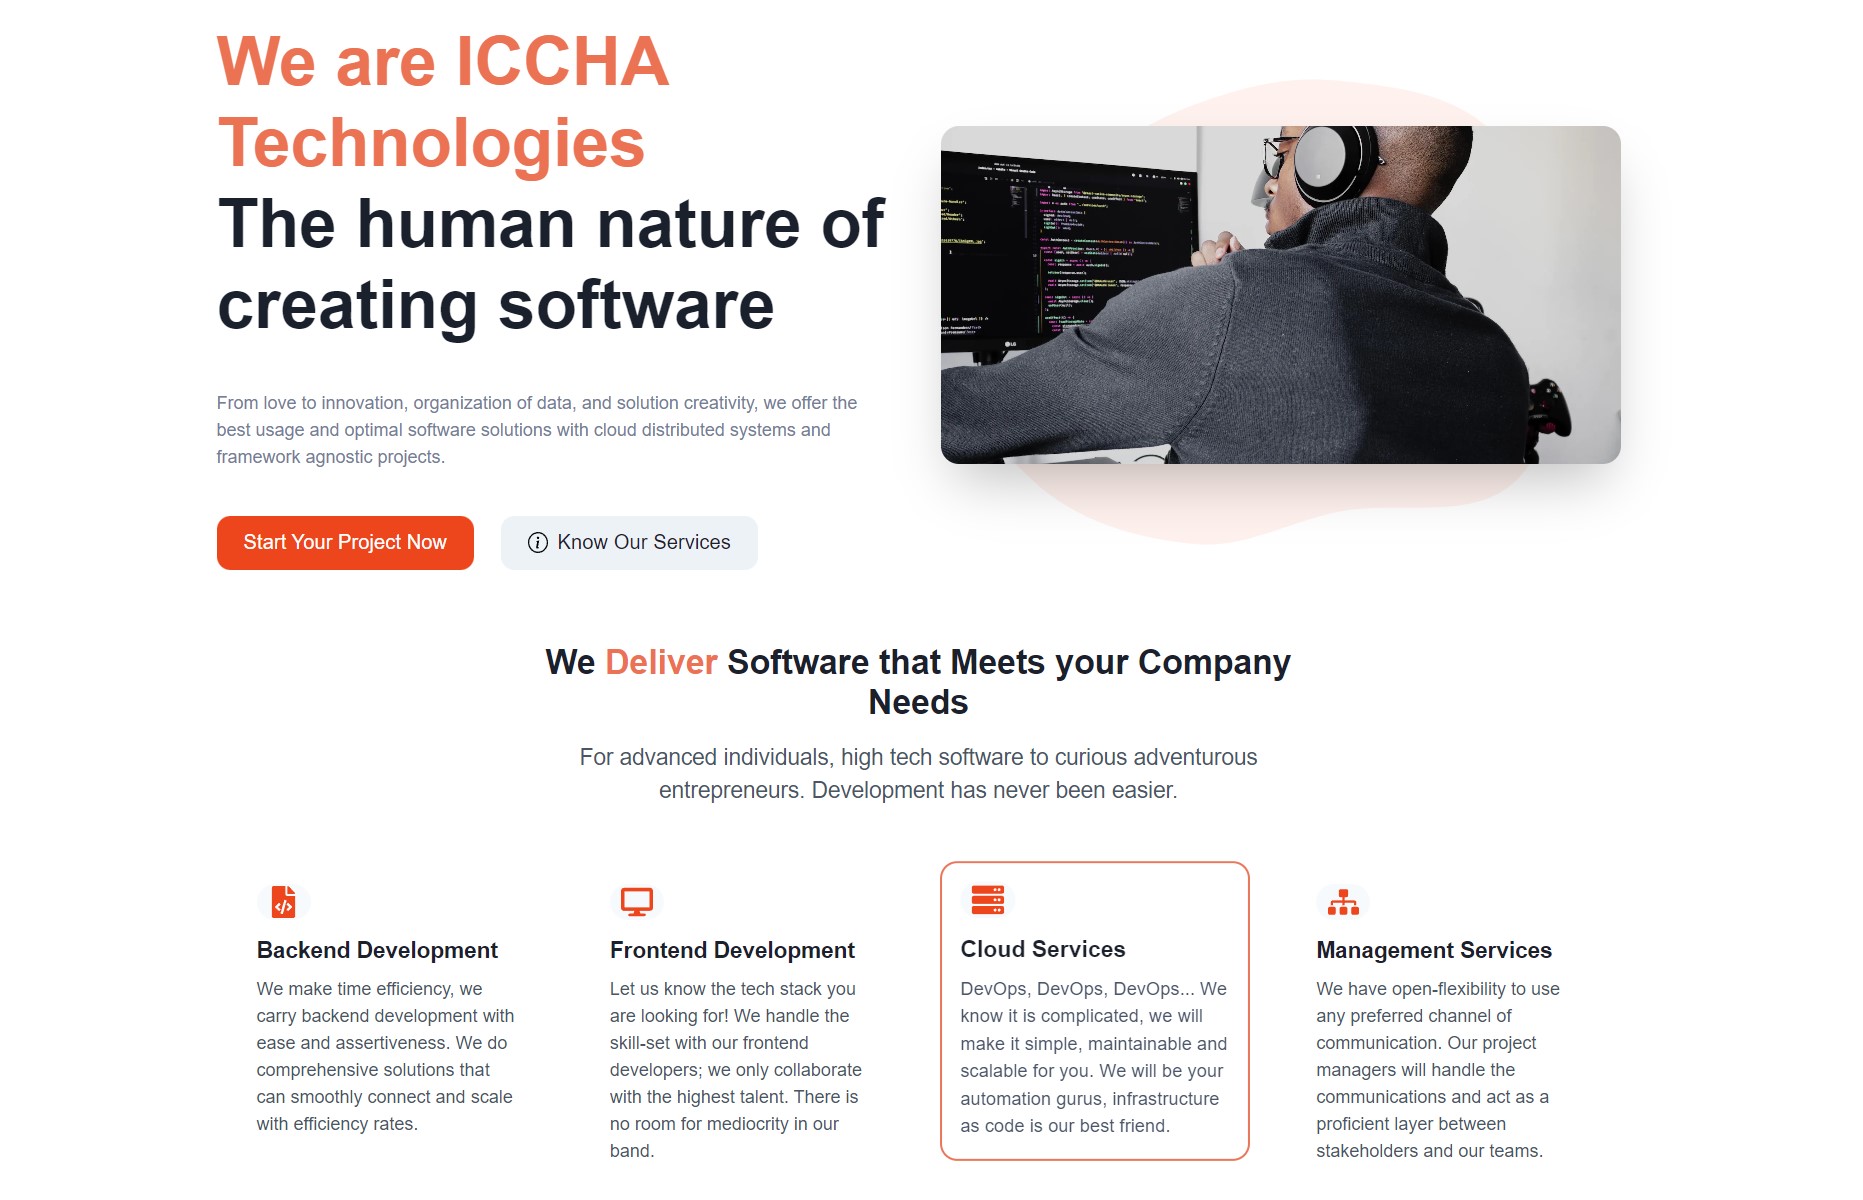 We are ICCHA
Technologies
The human nature of
creating software
From love to innovation, organization of data, and solution creativity, we offer the
best usage and optimal software solutions with cloud distributed systems and
framework agnostic projects.
Start Your Project Now
Know Our Services
LG
We Deliver Software that Meets your Company
Needs
For advanced individuals, high tech software to curious adventurous
entrepreneurs. Development has never been easier.
Backend Development
We make time efficiency, we
carry backend development with
ease and assertiveness. We do
comprehensive solutions that
can smoothly connect and scale
with efficiency rates.
Frontend Development
Let us know the tech stack you
are looking for! We handle the
skill-set with our frontend
developers; we only collaborate
with the highest talent. There is
no room for mediocrity in our
band.
Cloud Services
DevOps, DevOps, DevOps... We
know it is complicated, we will
make it simple, maintainable and
scalable for you. We will be your
automation gurus, infrastructure
as code is our best friend.
Management Services
We have open-flexibility to use
any preferred channel of
communication. Our project
managers will handle the
communications and act as a
proficient layer between
stakeholders and our teams.